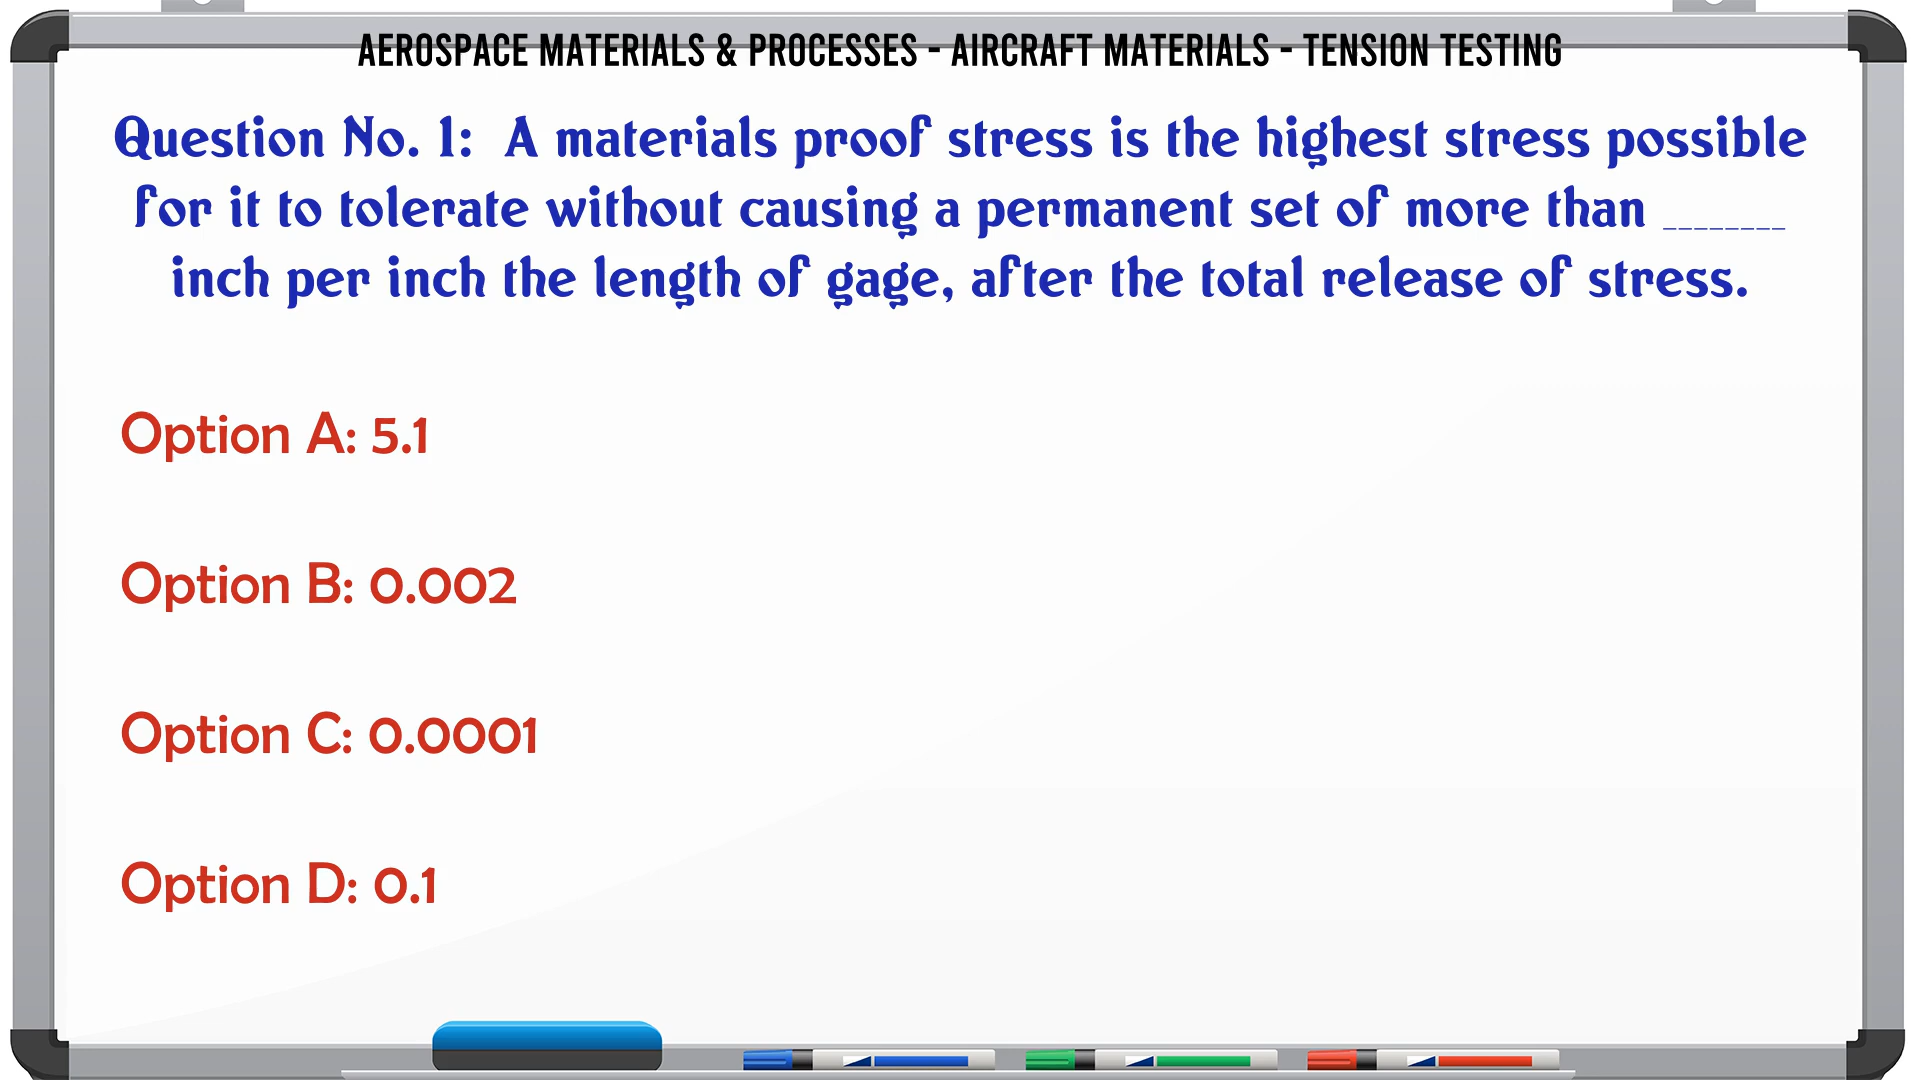 AEROSPACE MATERIALS & PROCESSES - AIRCRAFT MATERIALS - TENSION TESTING
Question No. 1: A materials proof stress is the highest stress possible
for it to tolerate without causing a permanent set of more than ________
inch per inch the length of gage, after the total release of stress.
Option A: 5.1
Option B: 0.002
Option C: 0.0001
Option D: 0.1